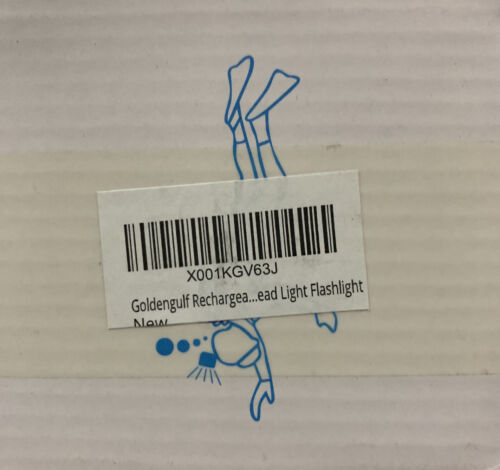 X001KGV63J
Goldengulf Rechargea...ead Light Flashlight
New